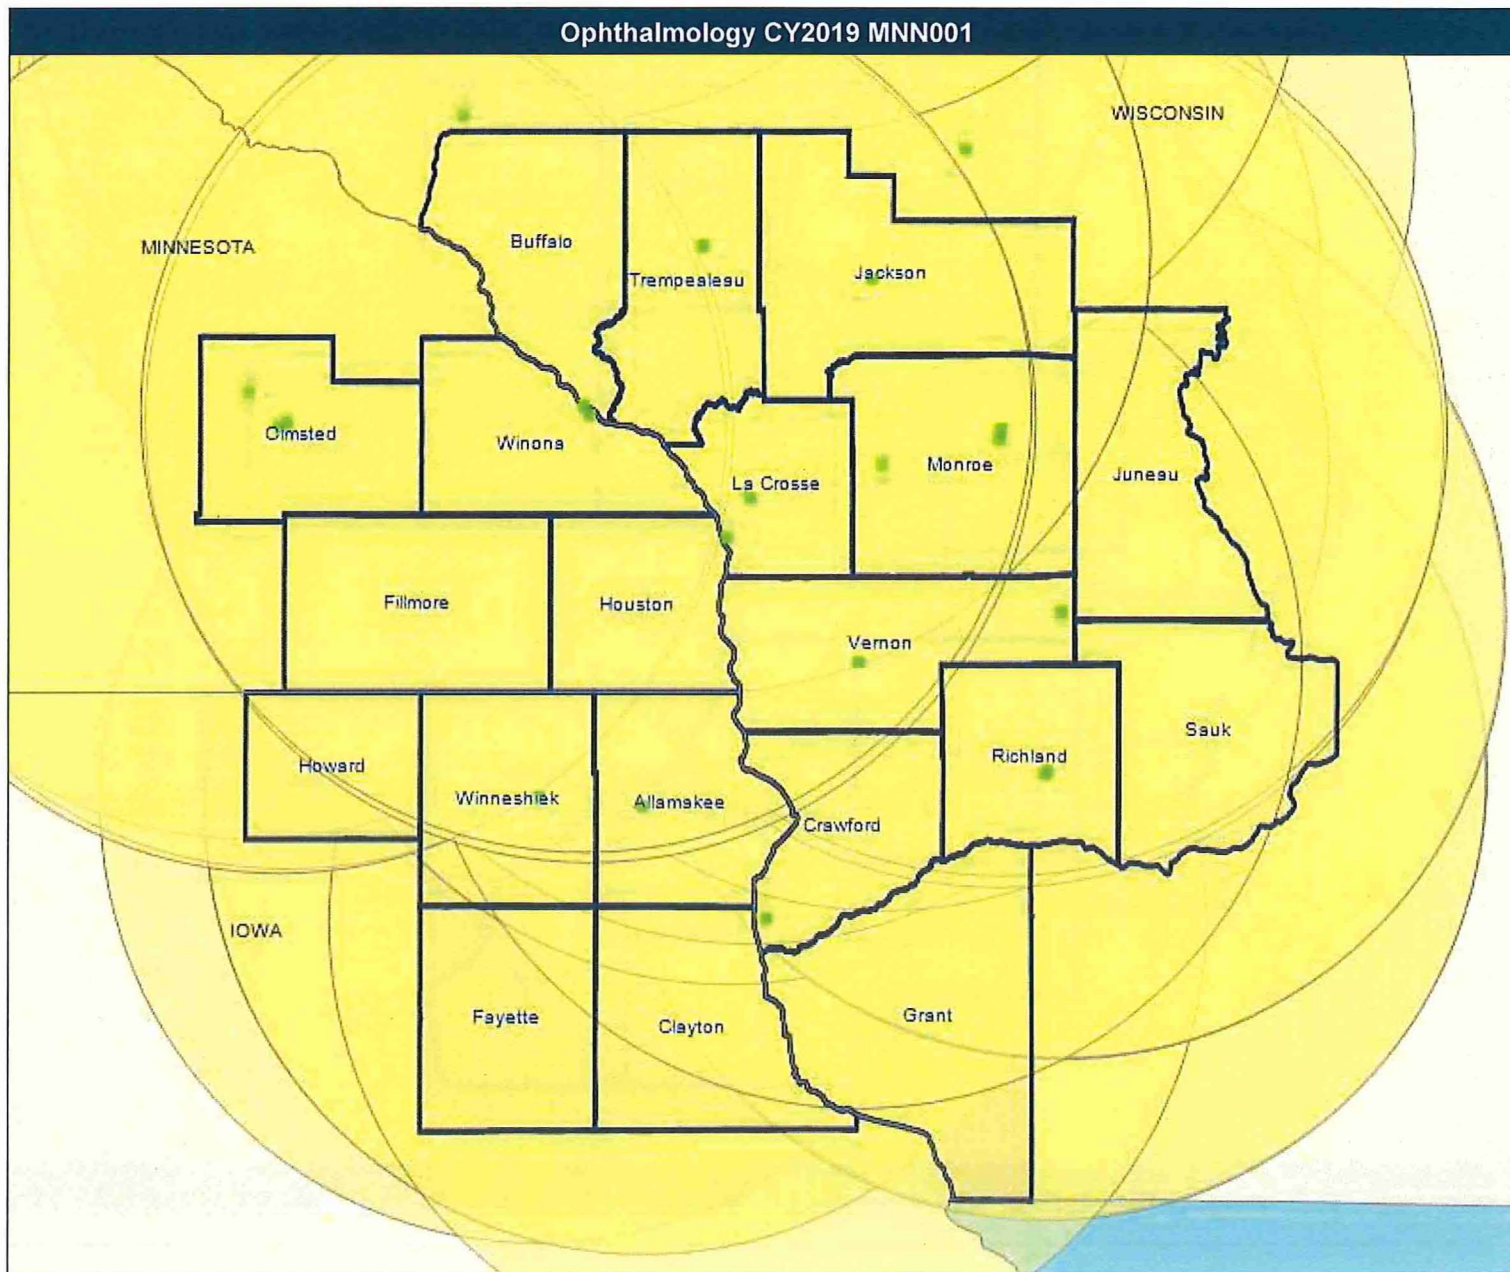 Ophthalmology CY2019 MNN001
WISCONSIN
MINNESOTA
Buffalo
Trempealeau
Jackson
Olmsted
Winona
La Crosse
Monroe
Juneau
Fillmore
Houston
Vernon
Howard
Winneshiek
Allamakee
Crawford
Richland
Sauk
IOWA
Fayette
Clayton
Grant